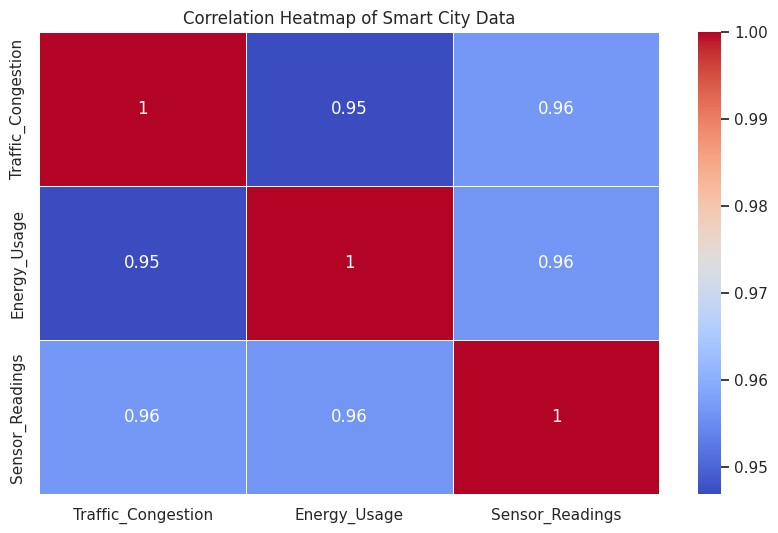 Correlation Heatmap of Smart City Data
Traffic_Congestion
1
0.95
0.96
Energy_Usage
0.95
1
0.96
Sensor_Readings
0.96
0.96
1
Traffic_Congestion
Energy_Usage
Sensor_Readings
1.00
0.99
0.98
0.97
0.96
0.95